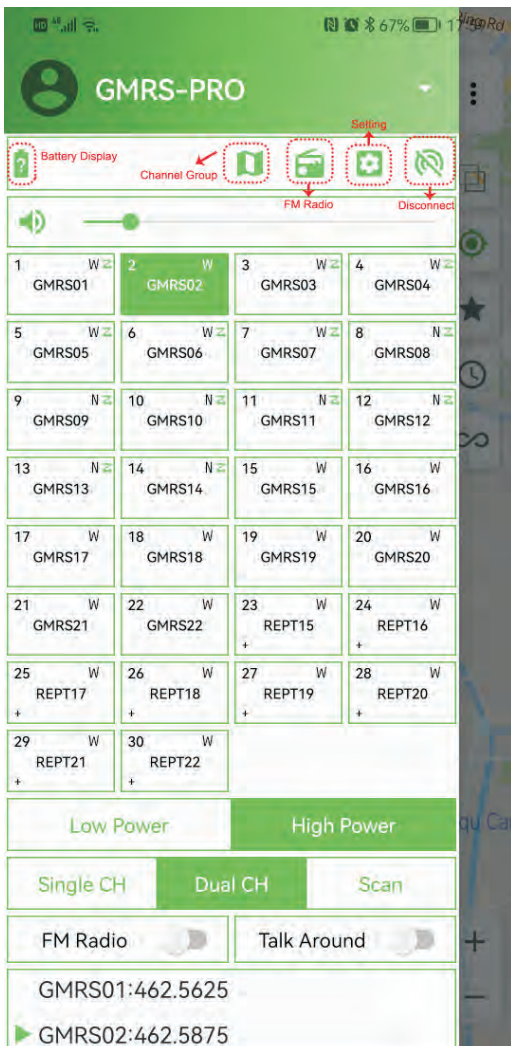 HD 4G 67% 17:59
GMRS-PRO
Setting
? Battery Display
Channel Group
FM Radio
Disconnect
1 W Z 2 W 3 W Z 4 W Z
GMRS01 GMRS02 GMRS03 GMRS04
5 W Z 6 W Z 7 W Z 8 N Z
GMRS05 GMRS06 GMRS07 GMRS08
9 N Z 10 N Z 11 N Z 12 N Z
GMRS09 GMRS10 GMRS11 GMRS12
13 N Z 14 N Z 15 W 16 W
GMRS13 GMRS14 GMRS15 GMRS16
17 W 18 W 19 W 20 W
GMRS17 GMRS18 GMRS19 GMRS20
21 W 22 W 23 W 24 W
GMRS21 GMRS22 REPT15 REPT16
+ +
25 W 26 W 27 W 28 W
REPT17 REPT18 REPT19 REPT20
+ + + +
29 W 30 W
REPT21 REPT22
+ +
Low Power High Power
Single CH Dual CH Scan
FM Radio Talk Around
GMRS01:462.5625
GMRS02:462.5875